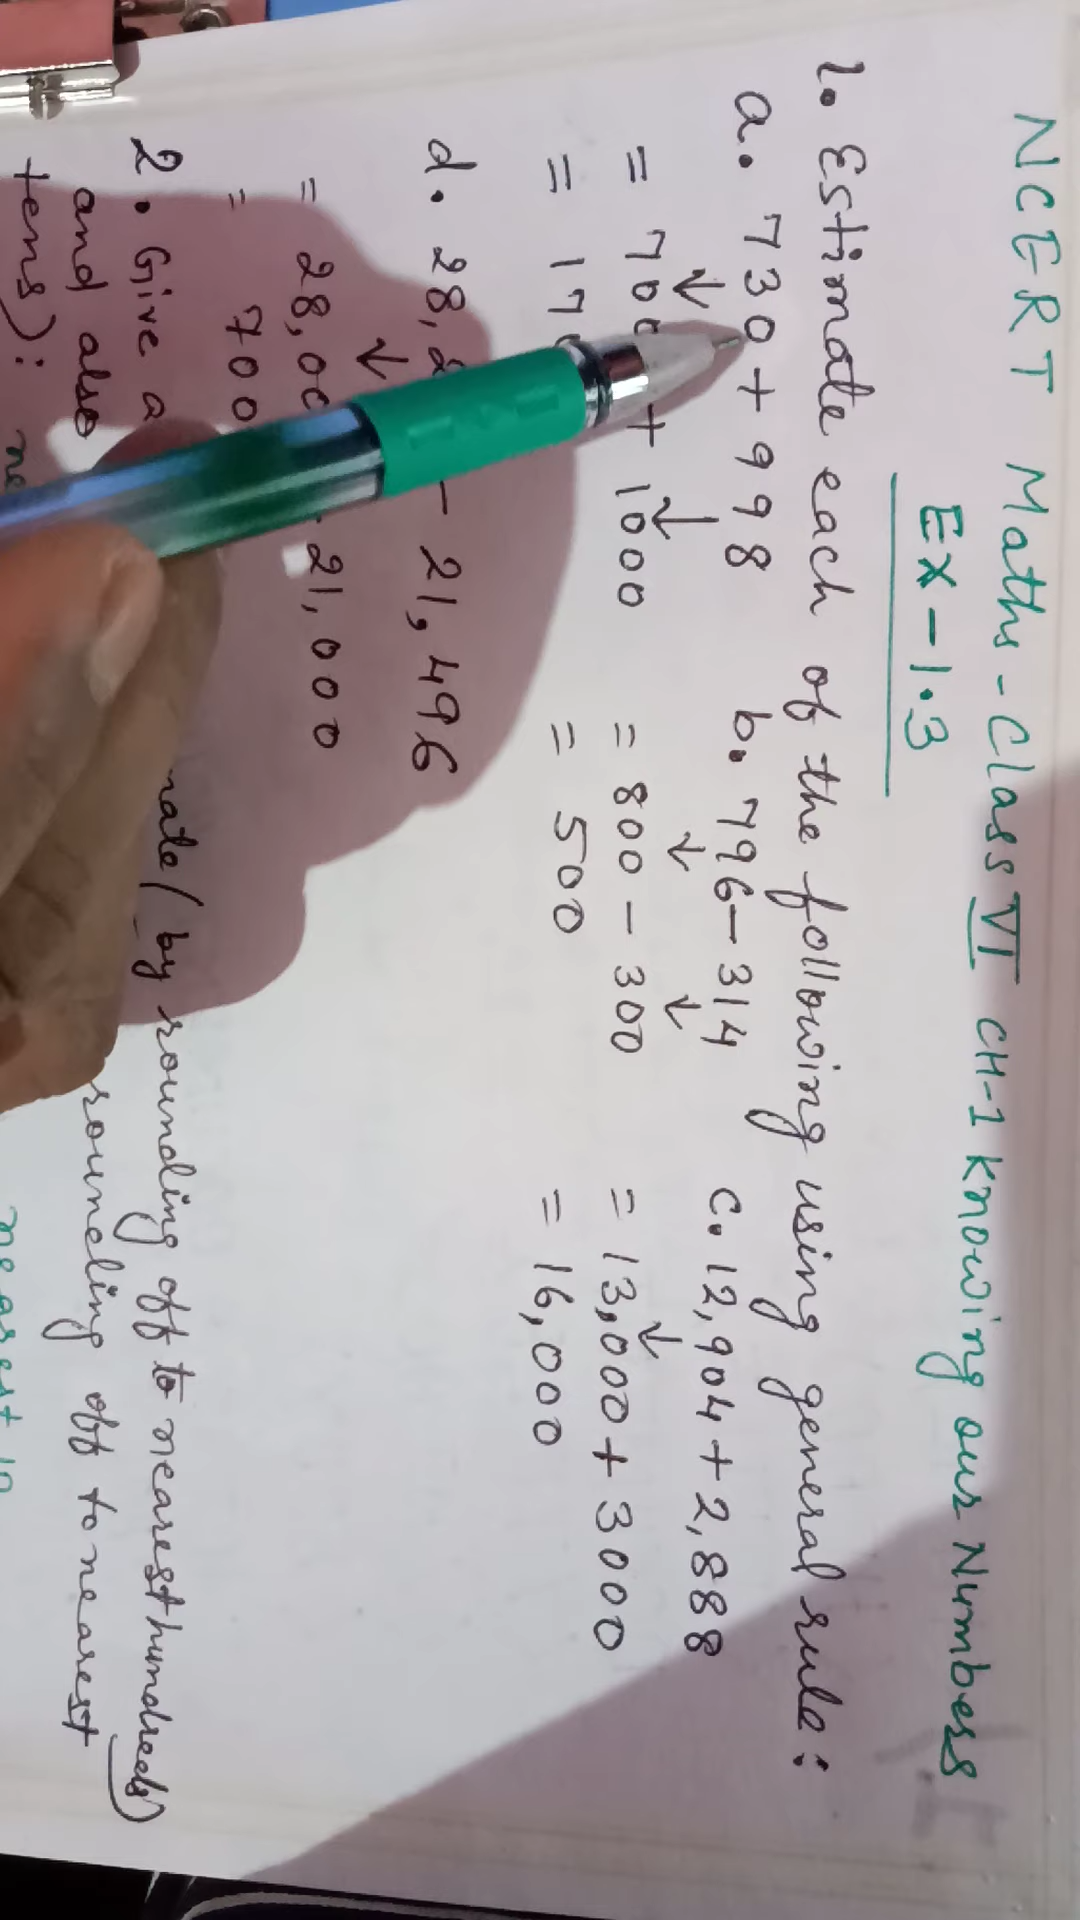 NCERT Maths - Class VI CH-1 Knowing our Numbers
Ex - 1.3
1. Estimate each of the following using general rule:
a. 730 + 998 b. 796 - 314 c. 12,904 + 2,888
= 700 + 1000 = 800 - 300 = 13,000 + 3000
= 17 = 500 = 16,000
d. 28, - 21,496
= 28,00 - 21,000
= 700
2. Give a (by rounding off to nearest hundreds)
and also rounding off to nearest
tens):